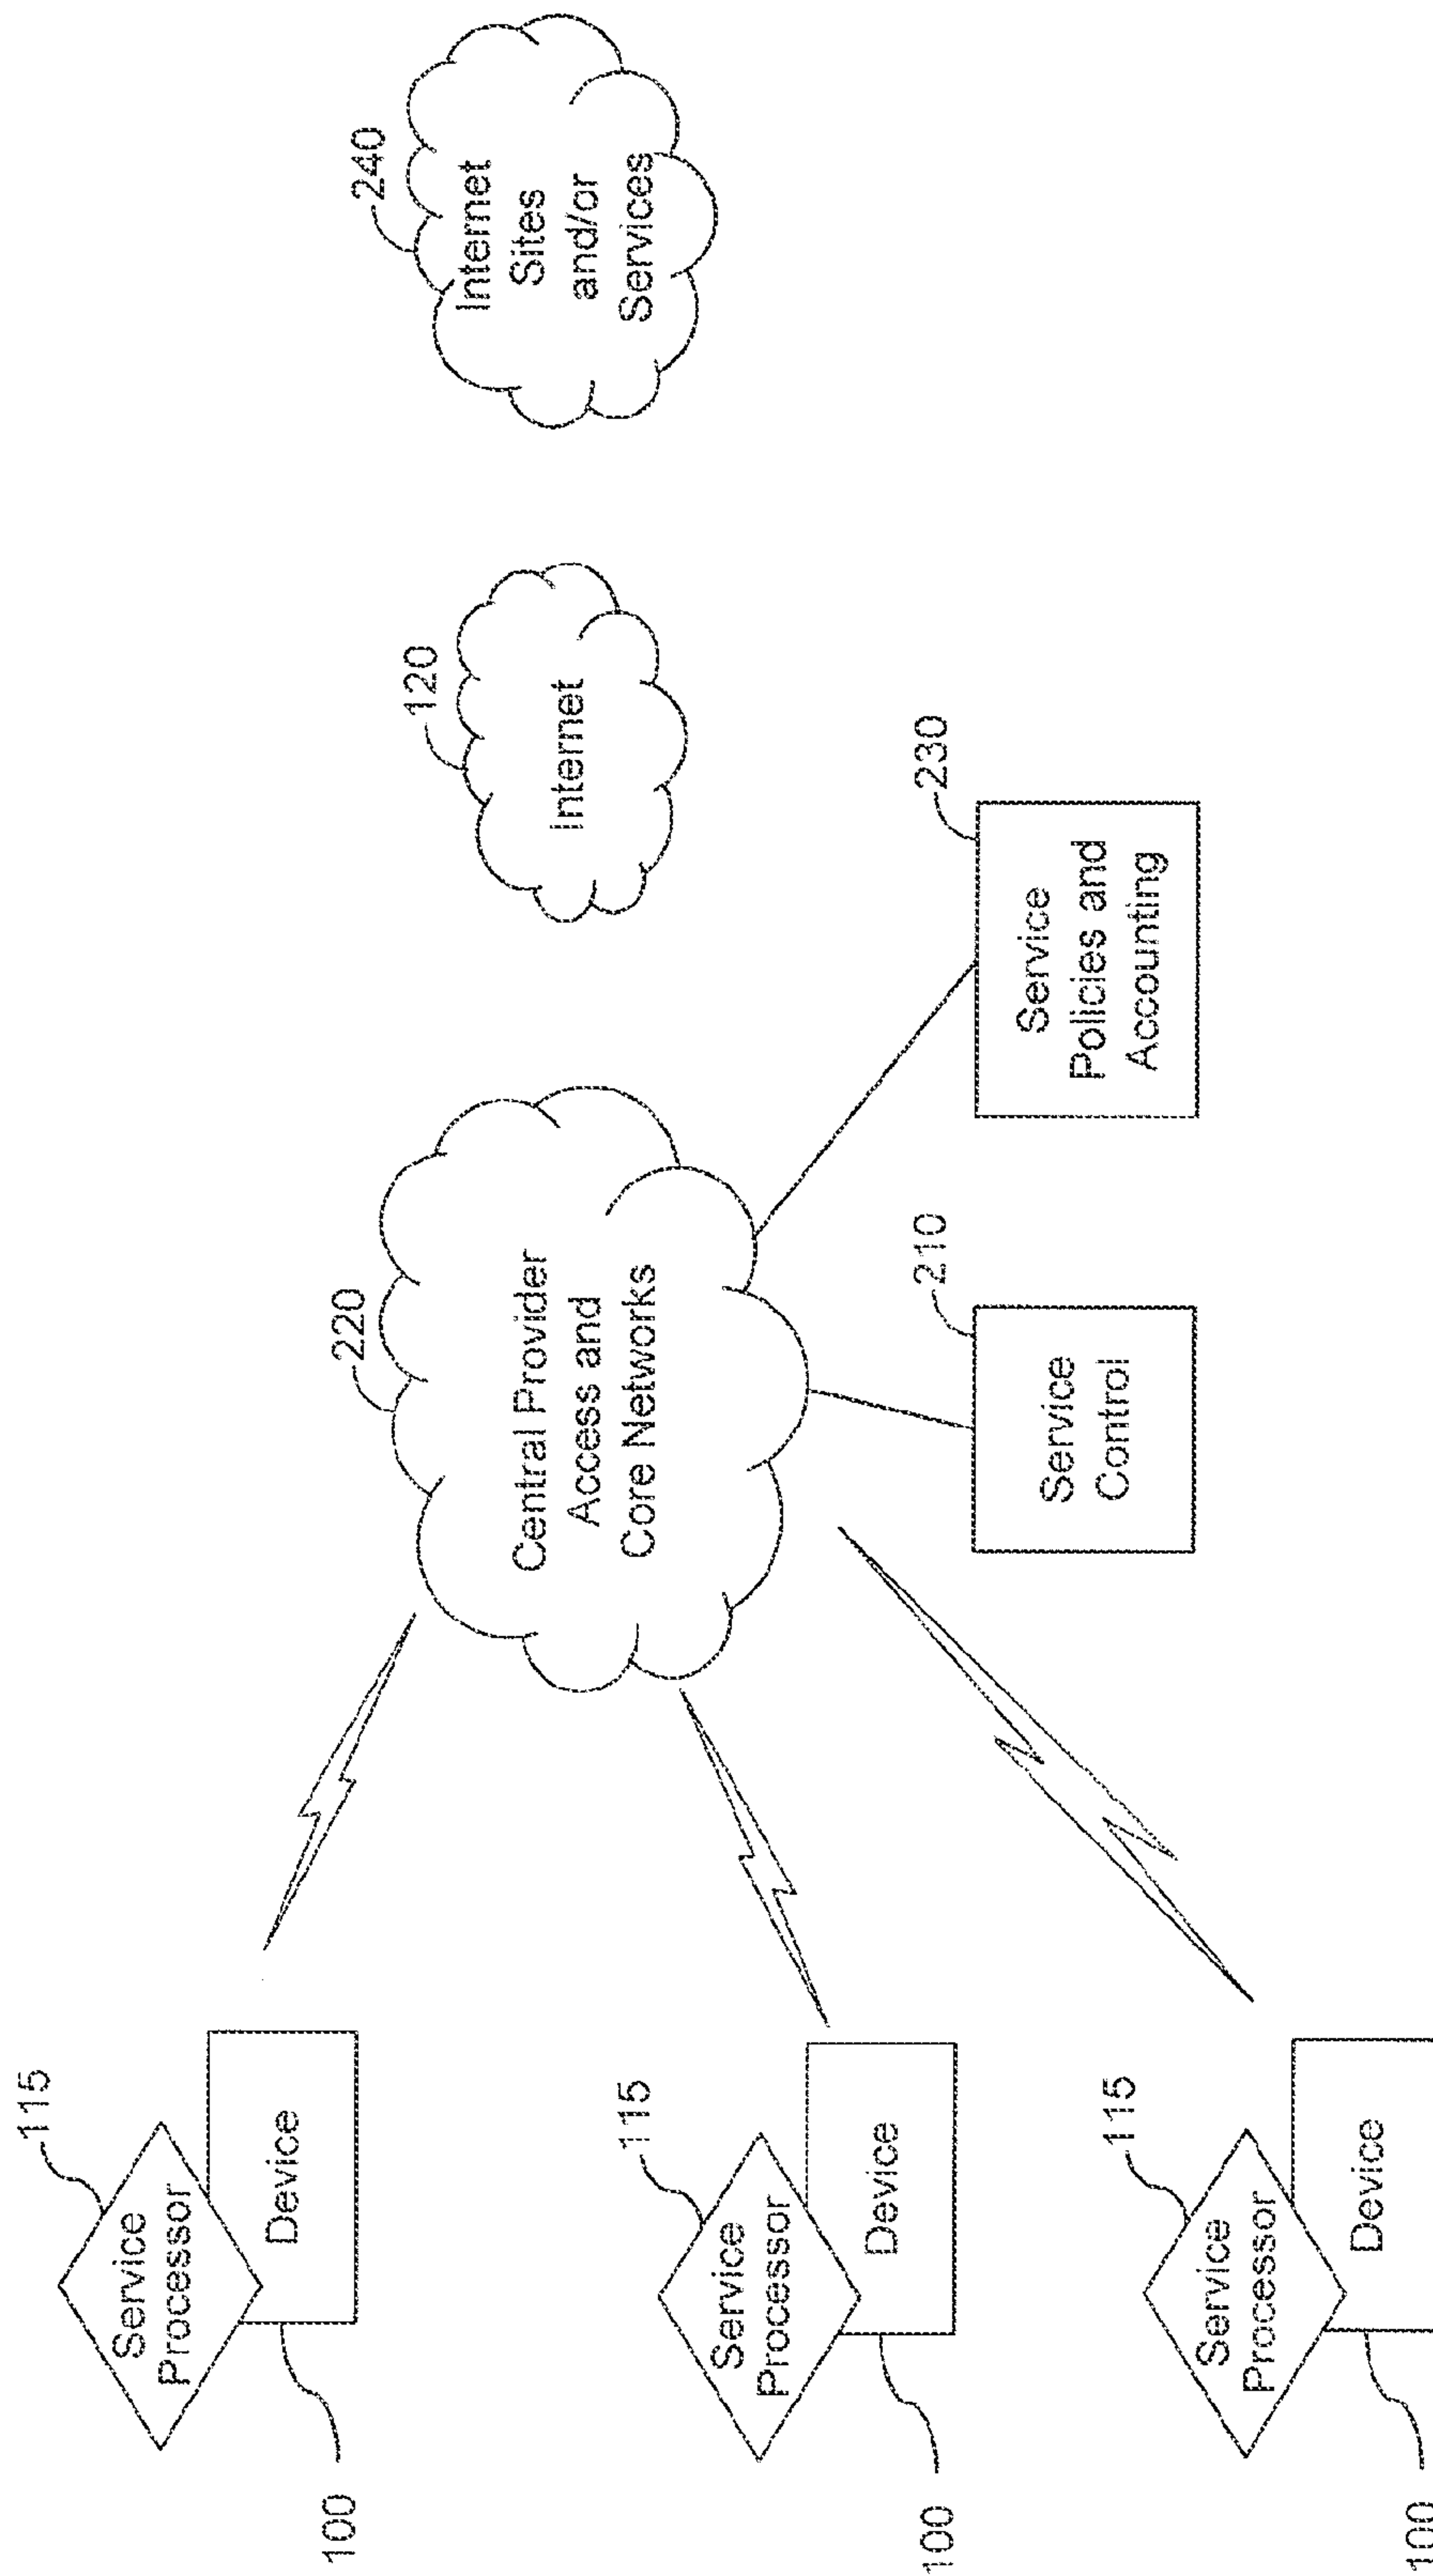 115
Service
Processor
Device
100
115
Service
Processor
Device
100
115
Service
Processor
Device
100
220
Central Provider
Access and
Core Networks
210
Service
Control
230
Service
Policies and
Accounting
120
Internet
240
Internet
Sites
and/or
Services